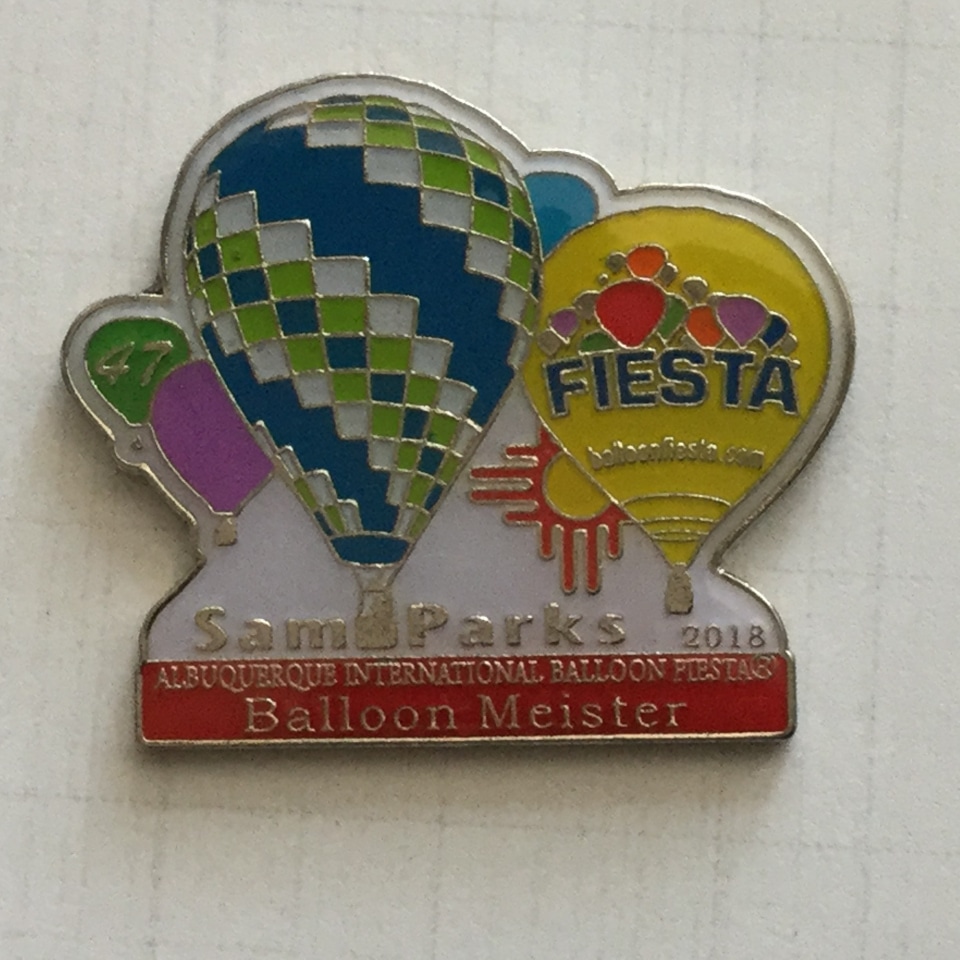 47
FIESTA
balloonfiesta.com
Sam Parks
2018
ALBUQUERQUE INTERNATIONAL BALLOON FIESTA®
Balloon Meister